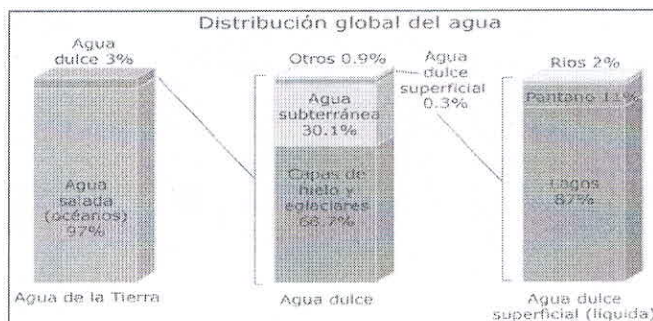 Distribución global del agua
Agua
dulce 3%
Agua
salada
(océanos)
97%
Agua de la Tierra
Otros 0.9%
Agua
subterránea
30.1%
Capas de
hielo y
eglaciares
68.7%
Agua dulce
Agua
dulce
superficial
0.3%
Ríos 2%
Pantano 11%
Lagos
87%
Agua dulce
superficial (líquida)